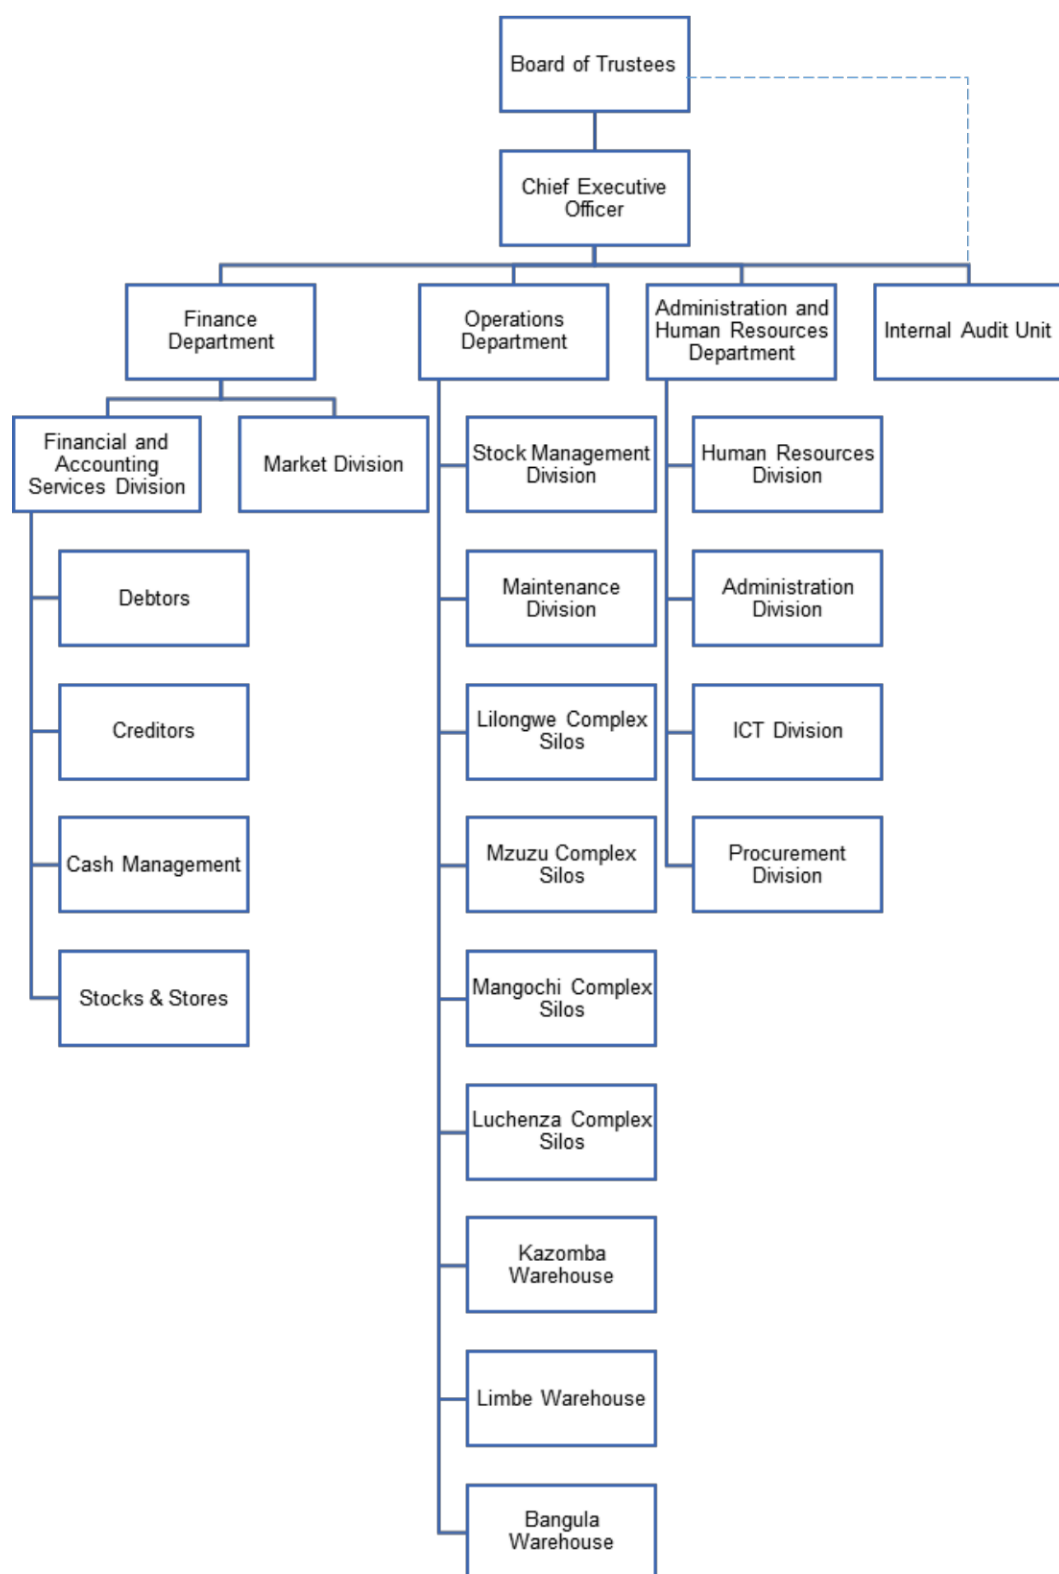 Board of Trustees
Chief Executive
Officer
Finance
Department
Operations
Department
Administration and
Human Resources
Department
Internal Audit Unit
Financial and
Accounting
Services Division
Market Division
Stock Management
Division
Human Resources
Division
Debtors
Maintenance
Division
Administration
Division
Creditors
Lilongwe Complex
Silos
ICT Division
Cash Management
Mzuzu Complex
Silos
Procurement
Division
Stocks & Stores
Mangochi Complex
Silos
Luchenza Complex
Silos
Kazomba
Warehouse
Limbe Warehouse
Bangula
Warehouse